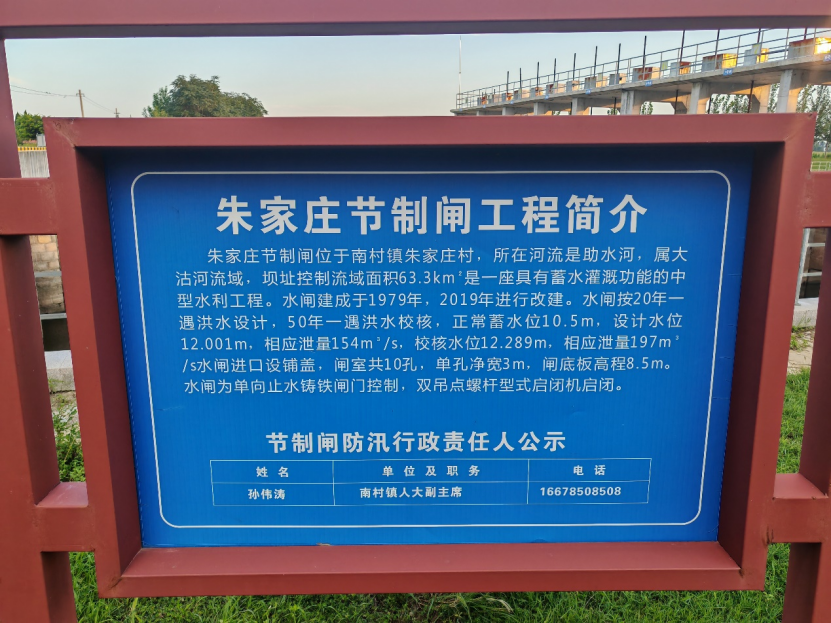 朱家庄节制闸工程简介
朱家庄节制闸位于南村镇朱家庄村，所在河流是助水河，属大
沽河流域，坝址控制流域面积63.3km²是一座具有蓄水灌溉功能的中
型水利工程。水闸建成于1979年，2019年进行改建。水闸按20年一
遇洪水设计，50年一遇洪水校核，正常蓄水位10.5m，设计水位
12.001m，相应泄量154m³/s，校核水位12.289m，相应泄量197m³
/s水闸进口设铺盖，闸室共10孔，单孔净宽3m，闸底板高程8.5m。
水闸为单向止水铸铁闸门控制，双吊点螺杆型式启闭机启闭。
节制闸防汛行政责任人公示
姓名 单位及职务 电话
孙伟涛 南村镇人大副主席 16678508508